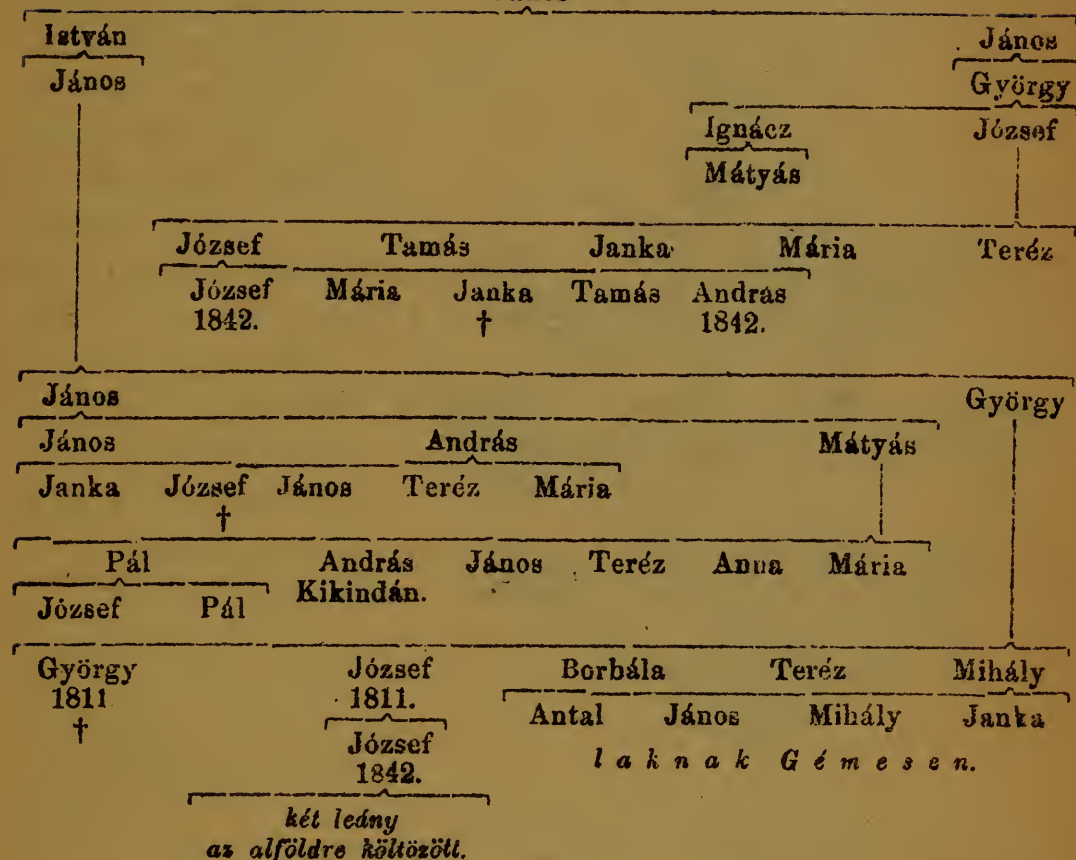 István János
János György
Ignácz József
Mátyás
József Tamás Janka Mária Teréz
József Mária Janka Tamás András
1842. † 1842.
János György
János András Mátyás
Janka József János Teréz Mária
†
Pál András János Teréz Anna Mária
Kikindán.
József Pál
György József Borbála Teréz Mihály
1811 1811.
† Antal János Mihály Janka
József laknak Gémesen.
1842.
két leány
az alföldre költözött.